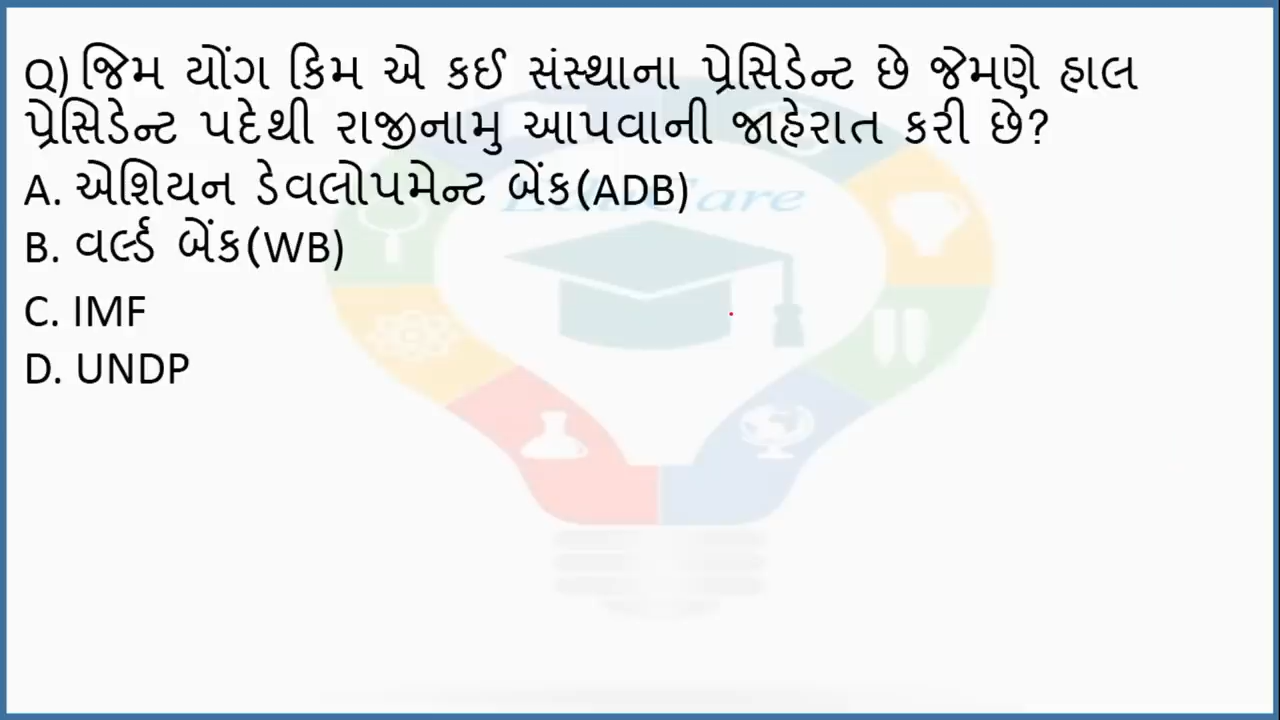 Q) જિમ યોંગ કિમ એ કઈ સંસ્થાના પ્રેસિડેન્ટ છે જેમણે હાલ
પ્રેસિડેન્ટ પદેથી રાજીનામુ આપવાની જાહેરાત કરી છે?
A. એશિયન ડેવલોપમેન્ટ બેંક(ADB)
B. વર્લ્ડ બેંક(WB)
C. IMF
D. UNDP